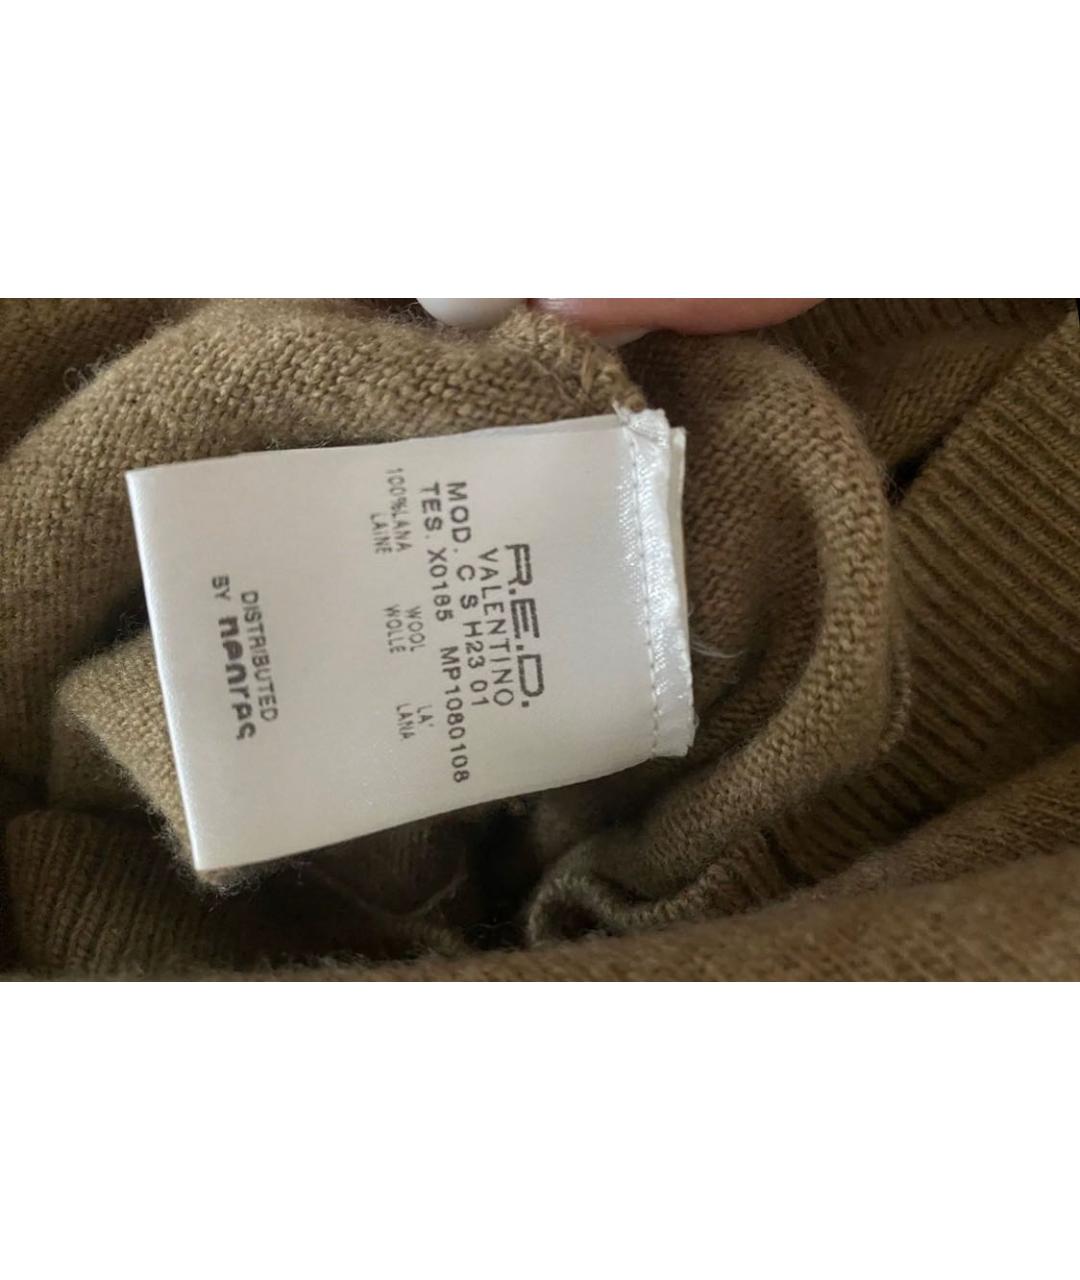 R.E.D.
VALENTINO
MOD. C S H23 01
TES. X0185 MP1080108
100%LANA WOOL LA'
LAINE WOLLE LANA
DISTRIBUTED
BY